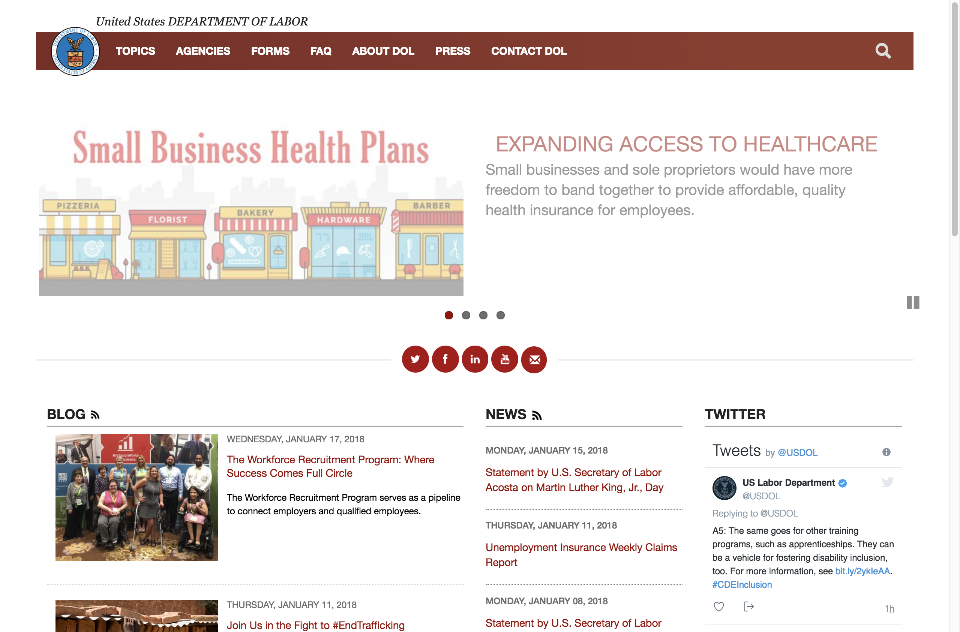 United States DEPARTMENT OF LABOR
TOPICS AGENCIES FORMS FAQ ABOUT DOL PRESS CONTACT DOL
Small Business Health Plans
PIZZERIA
FLORIST
BAKERY
HARDWARE
BARBER
EXPANDING ACCESS TO HEALTHCARE
Small businesses and sole proprietors would have more
freedom to band together to provide affordable, quality
health insurance for employees.
BLOG
WEDNESDAY, JANUARY 17, 2018
The Workforce Recruitment Program: Where
Success Comes Full Circle
The Workforce Recruitment Program serves as a pipeline
to connect employers and qualified employees.
THURSDAY, JANUARY 11, 2018
Join Us in the Fight to #EndTrafficking
NEWS
MONDAY, JANUARY 15, 2018
Statement by U.S. Secretary of Labor
Acosta on Martin Luther King, Jr., Day
THURSDAY, JANUARY 11, 2018
Unemployment Insurance Weekly Claims
Report
MONDAY, JANUARY 08, 2018
Statement by U.S. Secretary of Labor
TWITTER
Tweets by @USDOL
US Labor Department
@USDOL
Replying to @USDOL
A5: The same goes for other training
programs, such as apprenticeships. They can
be a vehicle for fostering disability inclusion,
too. For more information, see bit.ly/2ykIeAA.
#CDEInclusion
1h